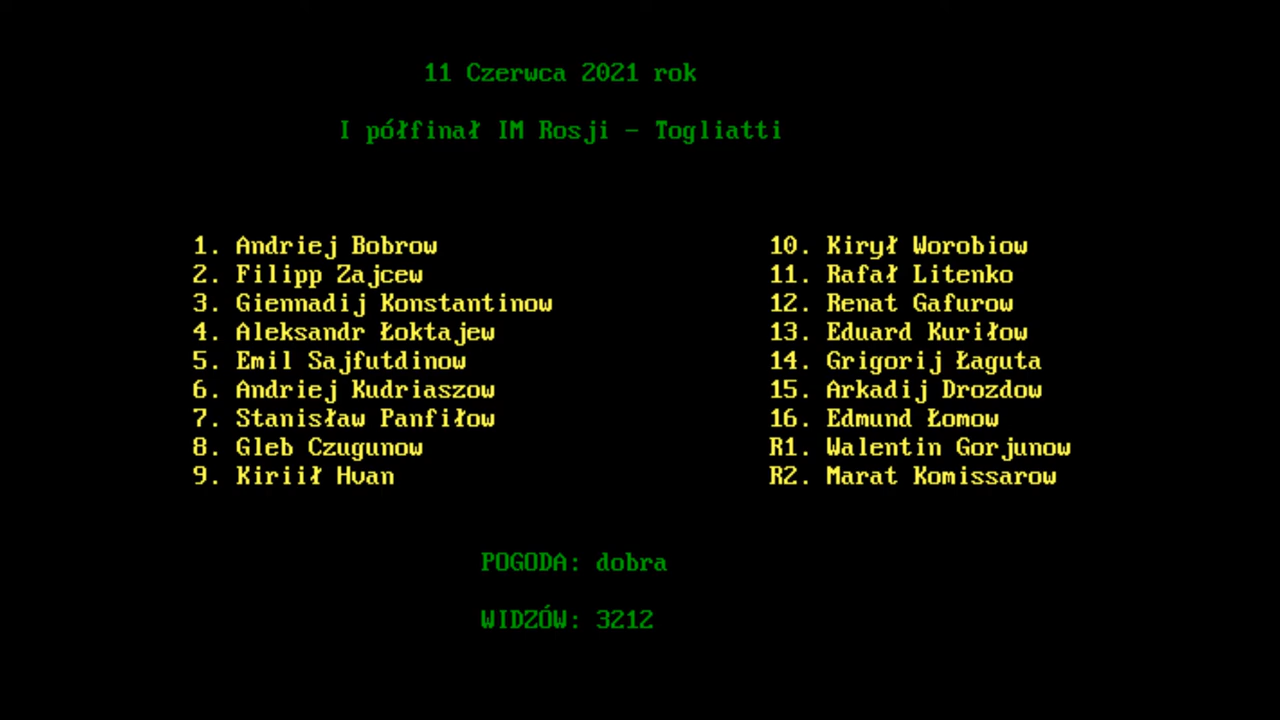 11 Czerwca 2021 rok
I półfinał IM Rosji - Togliatti
1. Andriej Bobrow
2. Filipp Zajcew
3. Giennadij Konstantinow
4. Aleksandr Łoktajew
5. Emil Sajfutdinow
6. Andriej Kudriaszow
7. Stanisław Panfiłow
8. Gleb Czugunow
9. Kiriił Hvan
10. Kirył Worobiow
11. Rafał Litenko
12. Renat Gafurow
13. Eduard Kuriłow
14. Grigorij Łaguta
15. Arkadij Drozdow
16. Edmund Łomow
R1. Walentin Gorjunow
R2. Marat Komissarow
POGODA: dobra
WIDZÓW: 3212